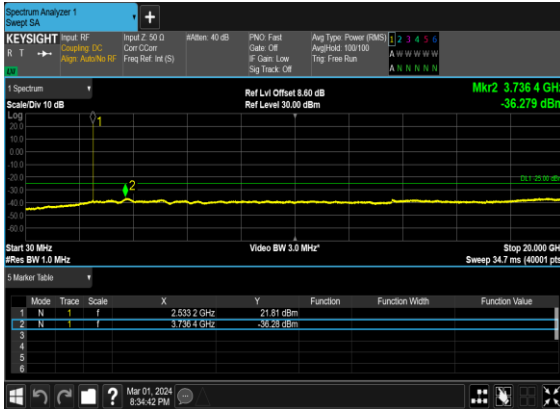 Spectrum Analyzer 1
Swept SA
+
KEYSIGHT Input: RF Input Z: 50 Ω #Atten: 40 dB PNO: Fast Avg Type: Power (RMS) 1 2 3 4 5 6
R T Coupling: DC Corr CCorr Gate: Off Avg|Hold: 100/100 A W W W W W
Align: Auto/No RF Freq Ref: Int (S) IF Gain: Low Trig: Free Run
Sig Track: Off A N N N N N
1 Spectrum Ref Lvl Offset 8.60 dB Mkr2 3.736 4 GHz
Scale/Div 10 dB Ref Level 30.00 dBm -36.279 dBm
Log
20.0
10.0
0.00
-10.0
-20.0
-30.0
-40.0
-50.0
-60.0
1
2
DL1 -25.00 dBm
Start 30 MHz Video BW 3.0 MHz* Stop 20.000 GHz
#Res BW 1.0 MHz Sweep 34.7 ms (40001 pts
5 Marker Table
Mode Trace Scale X Y Function Function Width Function Value
1 N 1 f 2.533 2 GHz 21.81 dBm
2 N 1 f 3.736 4 GHz -36.28 dBm
3
4
5
6
?
Mar 01, 2024
8:34:42 PM